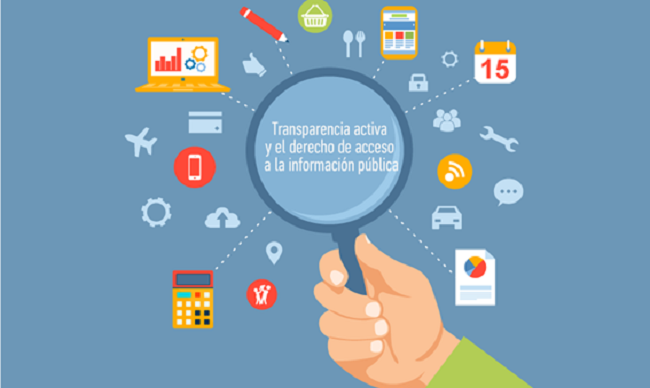 15
Transparencia activa
y el derecho de acceso
a la información pública